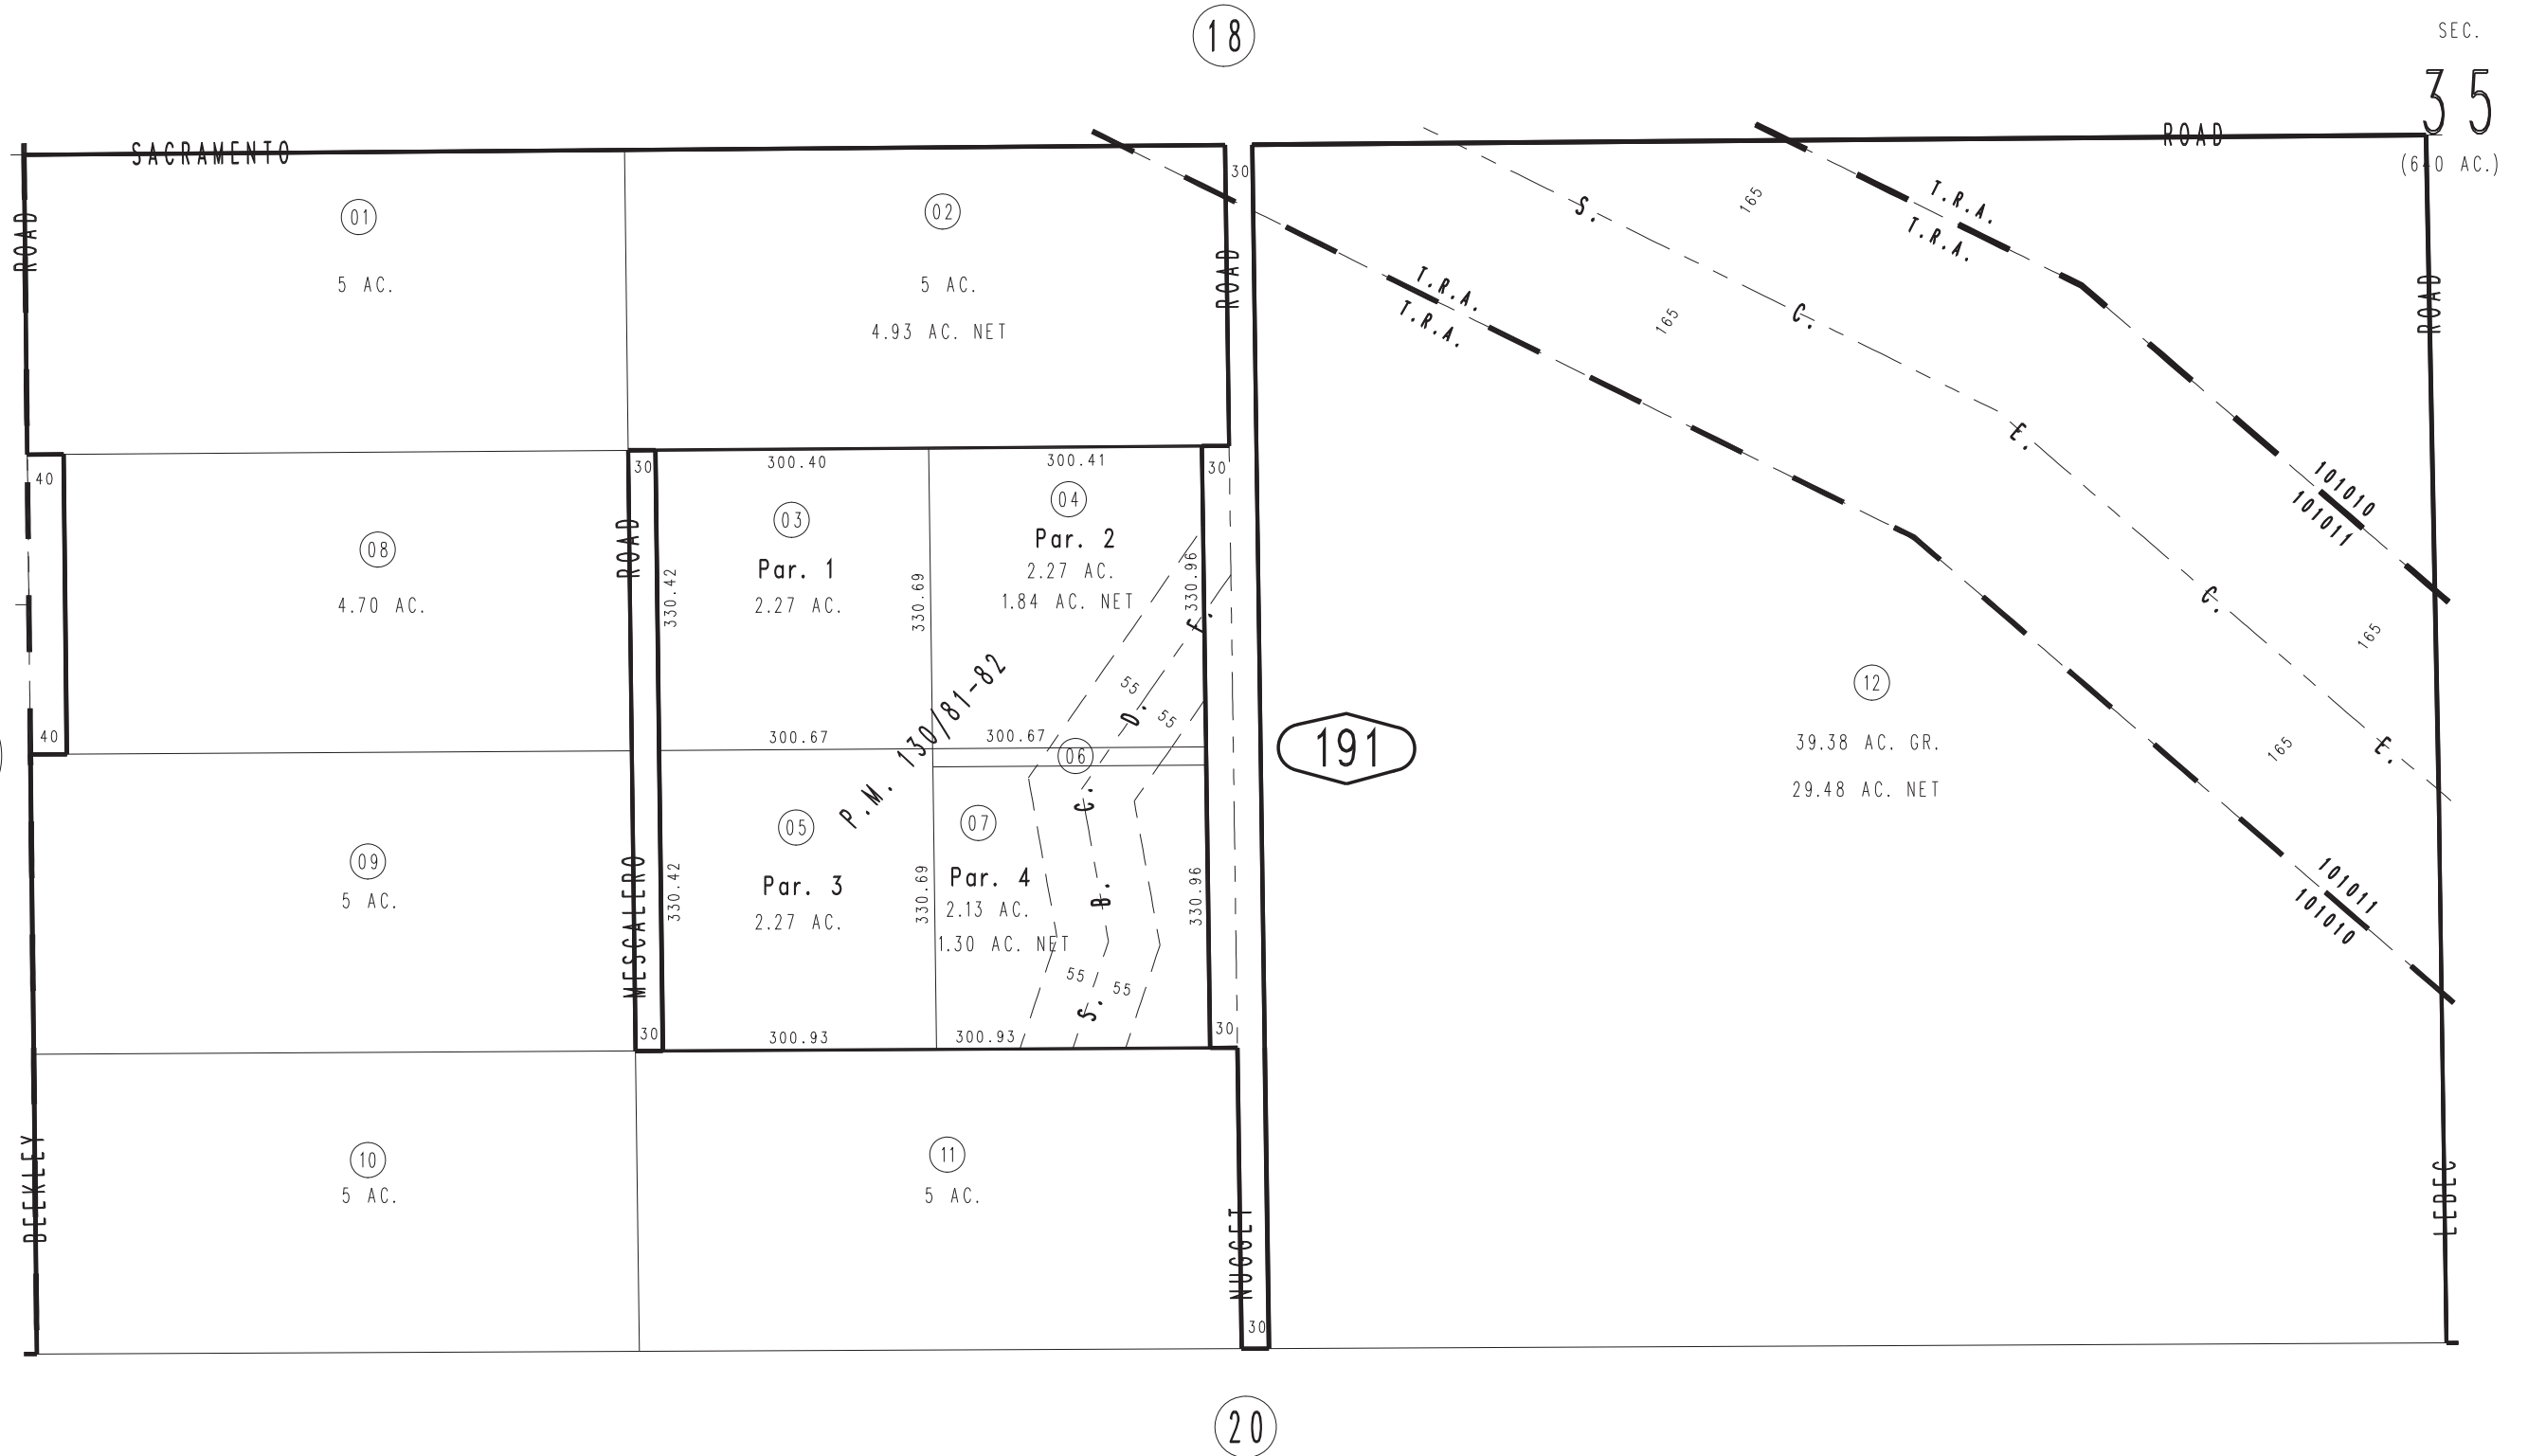 18
SEC.
35
(640 AC.)
SACRAMENTO
ROAD
ROAD
01
5 AC.
02
5 AC.
4.93 AC. NET
30
ROAD
S. C. E. C. E.
165
165
T.R.A.
T.R.A.
T.R.A.
T.R.A.
ROAD
101010
101011
165
165
40
08
4.70 AC.
40
30
ROAD
300.40
03
Par. 1
2.27 AC.
330.42
330.69
300.67
300.41
30
04
Par. 2
2.27 AC.
1.84 AC. NET
330.96
300.67
P.M. 130/81-82
06
55
55
S. B. C. D. F.
191
12
39.38 AC. GR.
29.48 AC. NET
101011
101010
09
5 AC.
MESCALERO
330.42
05
Par. 3
2.27 AC.
330.69
07
Par. 4
2.13 AC.
1.30 AC. NET
330.96
55
55
30
300.93
300.93
30
BEEKLEY
10
5 AC.
11
5 AC.
NUGGET
30
LEBEC
20